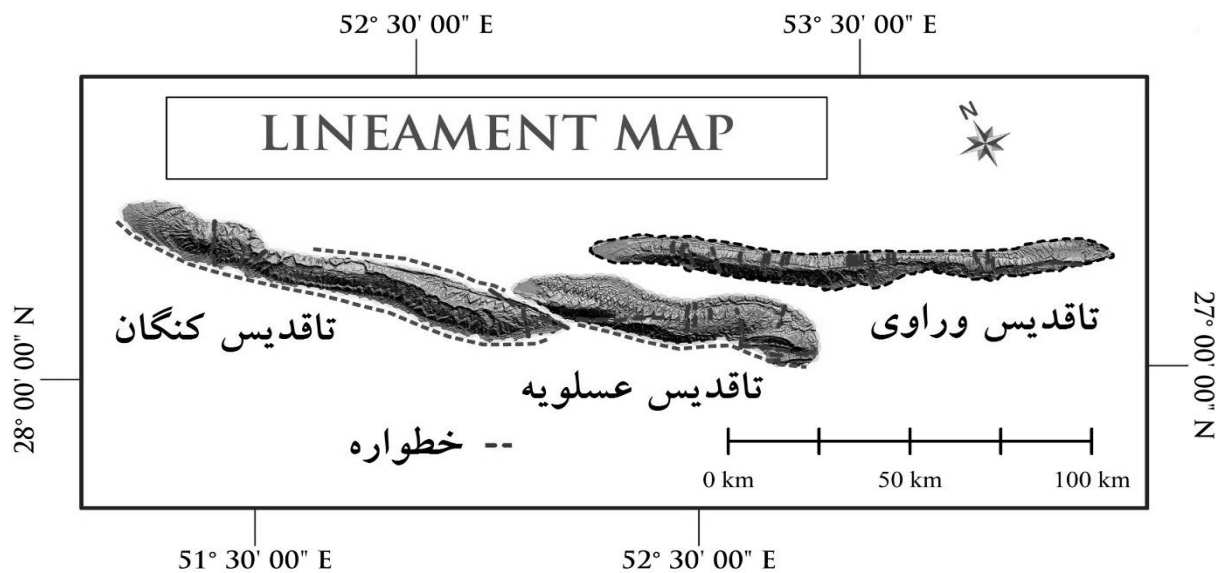 52° 30' 00" E
53° 30' 00" E
LINEAMENT MAP
N
تاقدیس کنگان
تاقدیس وراوی
تاقدیس عسلویه
28° 00' 00" N
27° 00' 00" N
خطواره
0 km
50 km
100 km
51° 30' 00" E
52° 30' 00" E